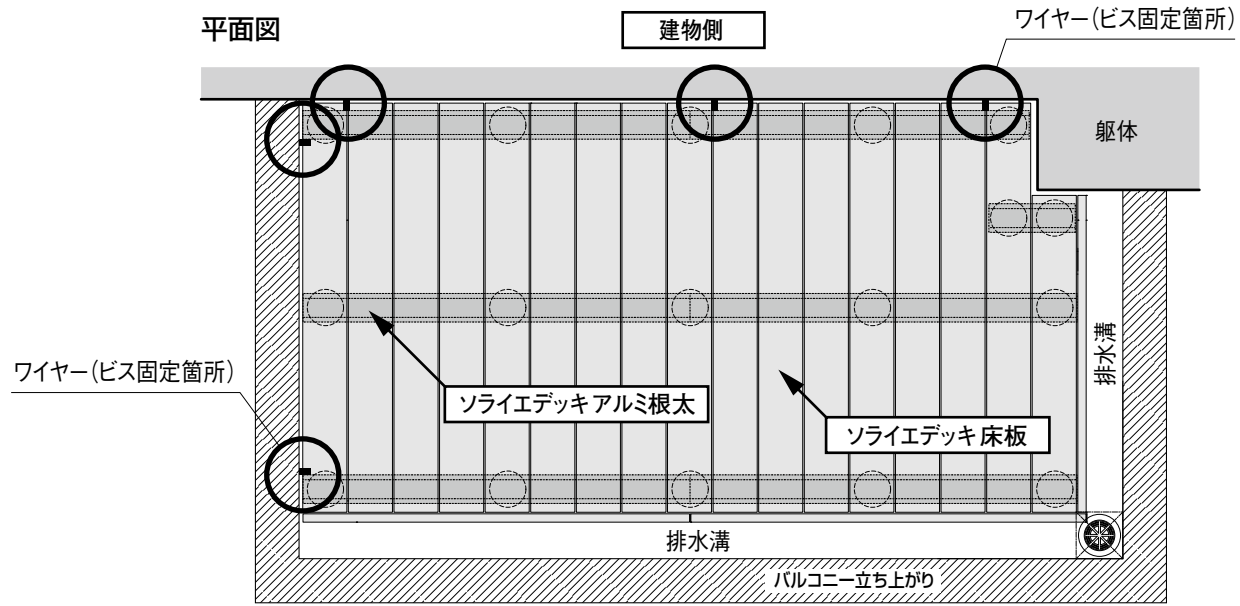 平面図
建物側
ワイヤー(ビス固定箇所)
躯体
排水溝
ワイヤー(ビス固定箇所)
ソライエデッキアルミ根太
ソライエデッキ床板
排水溝
バルコニー立ち上がり